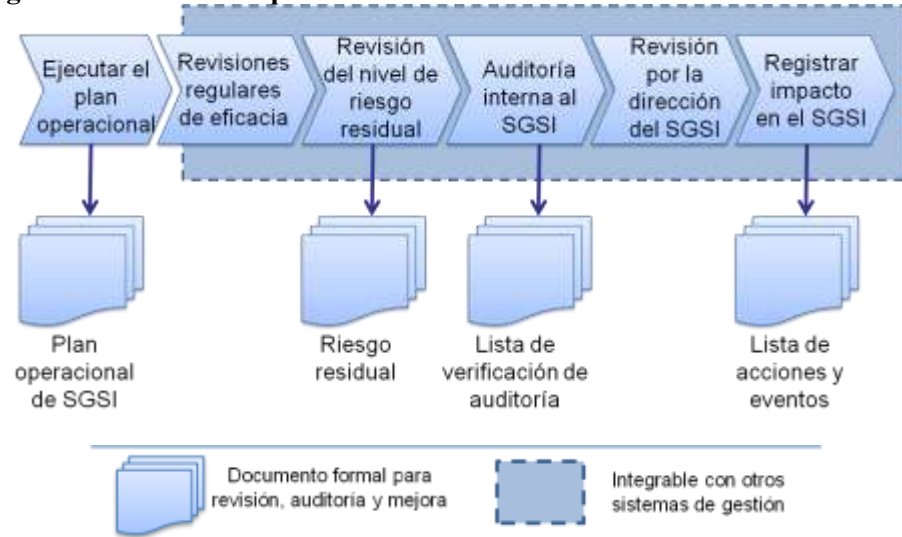 Ejecutar el
plan
operacional
Revisiones
regulares
de eficacia
Revisión
del nivel de
riesgo
residual
Auditoría
interna al
SGSI
Revisión
por la
dirección
del SGSI
Registrar
impacto
en el SGSI
Plan
operacional
de SGSI
Riesgo
residual
Lista de
verificación de
auditoría
Lista de
acciones y
eventos
Documento formal para
revisión, auditoria y mejora
Integrable con otros
sistemas de gestión